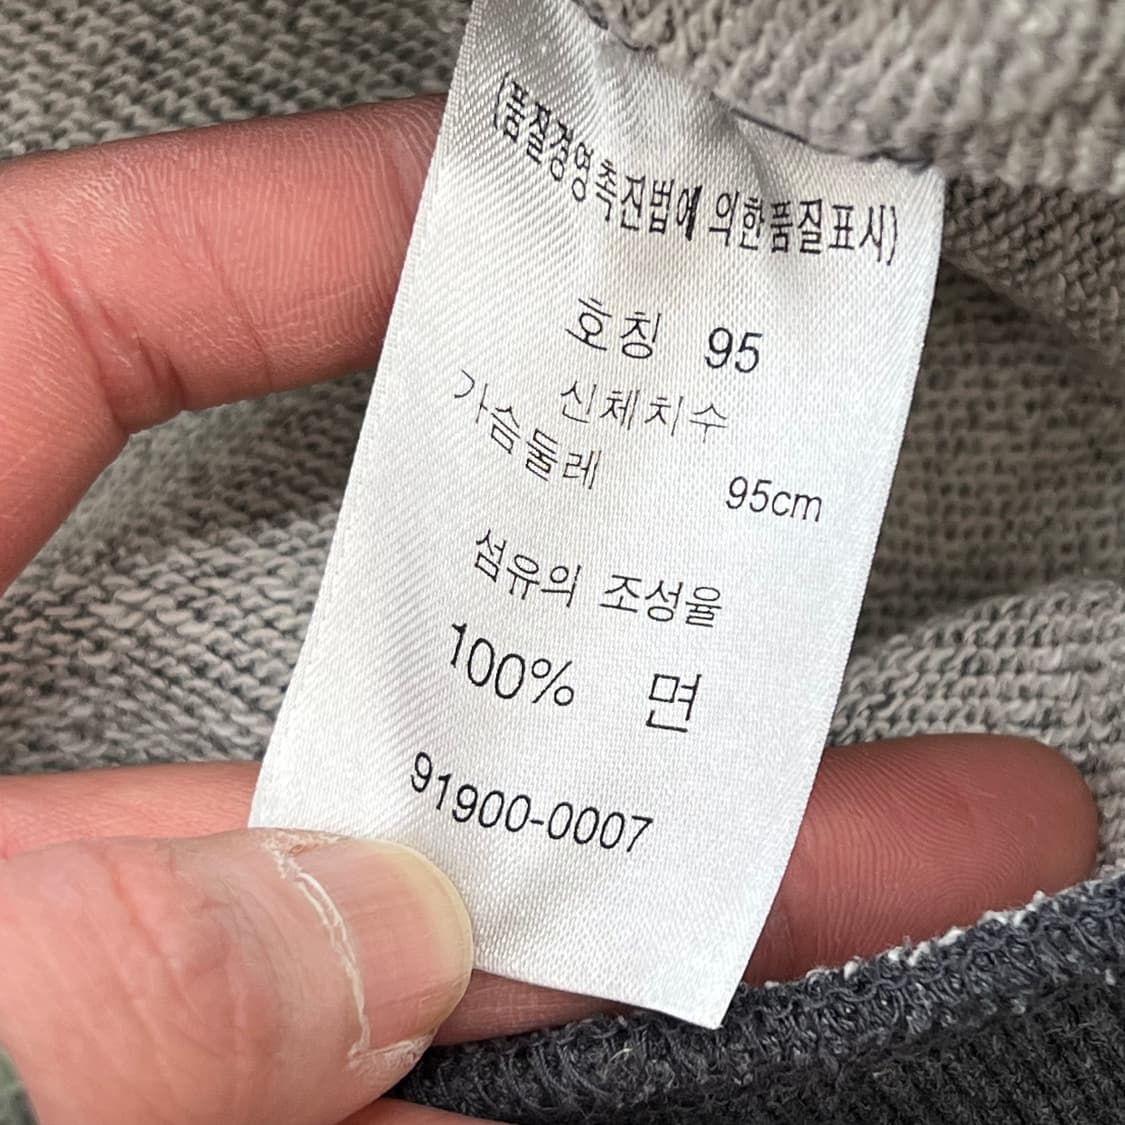 (품질경영촉진법에 의한품질표시)
호칭 95
신체치수
가슴둘레 95cm
섬유의 조성율
100% 면
91900-0007